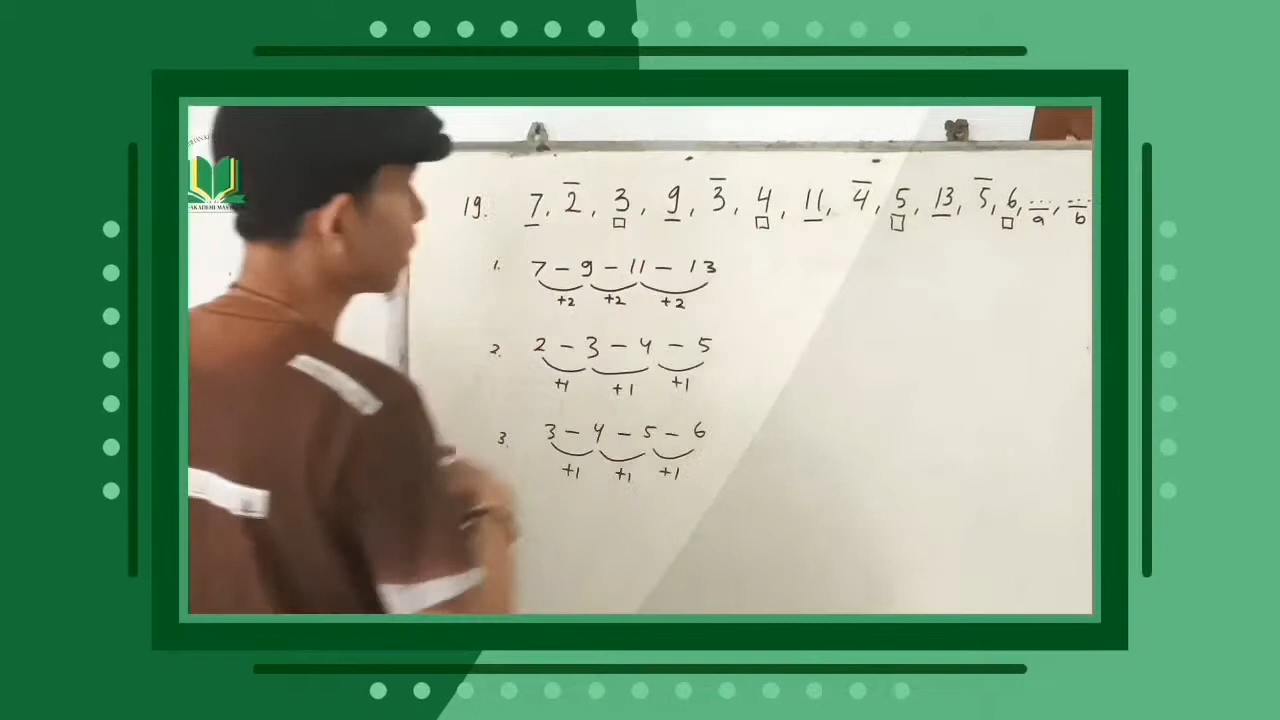 19. 7, 2, 3, 9, 3, 4, 11, 4, 5, 13, 5, 6, ..., ...
a b
1. 7 – 9 – 11 – 13
+2 +2 +2
2. 2 – 3 – 4 – 5
+1 +1 +1
3. 3 – 4 – 5 – 6
+1 +1 +1